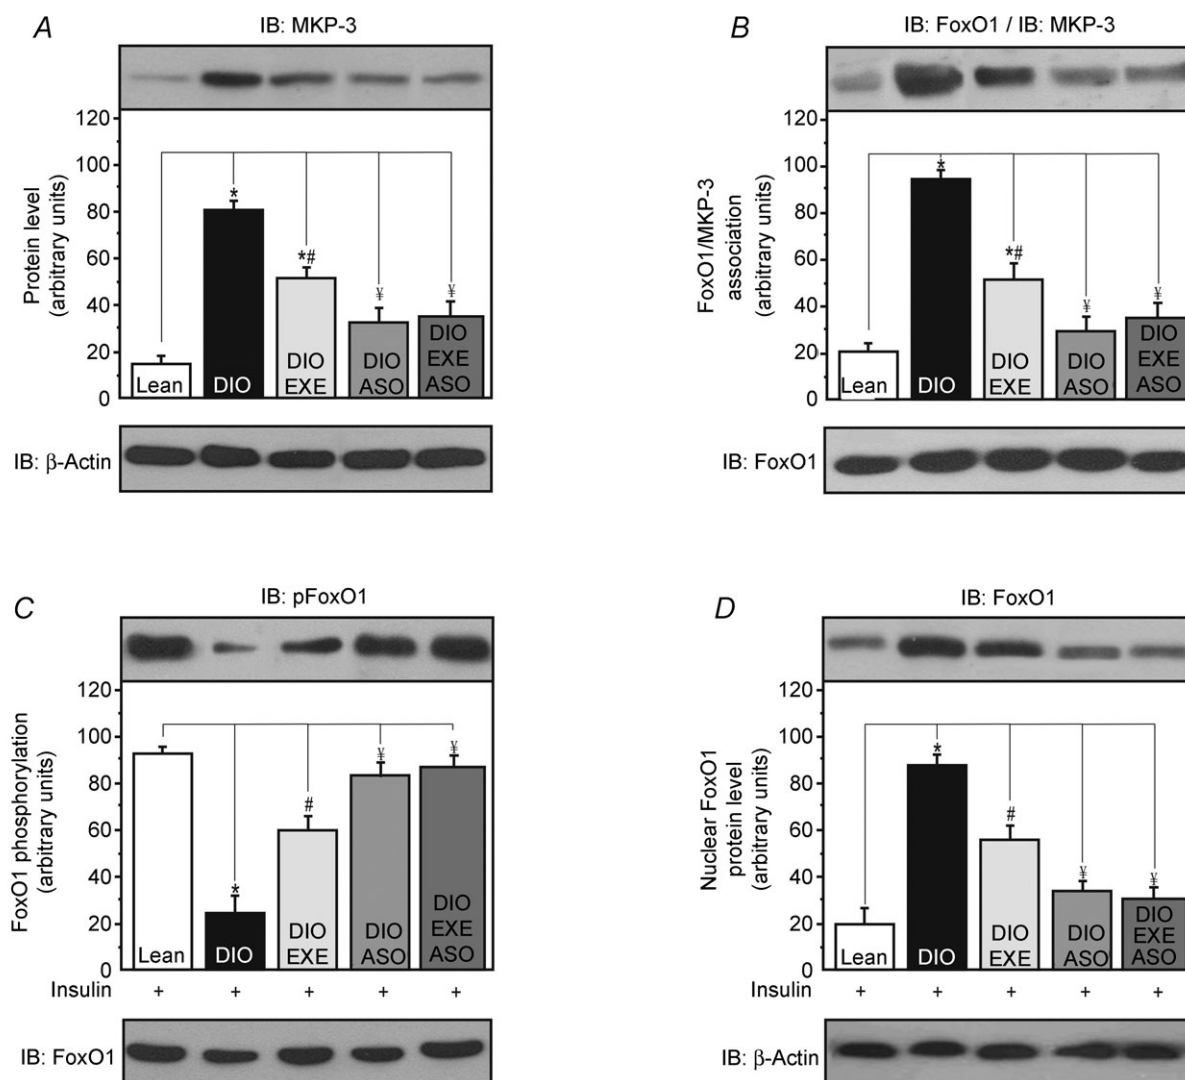 A
IB: MKP-3
120
100
80
60
40
20
0
Protein level
(arbitrary units)
*
*#
¥
¥
Lean
DIO
DIO
EXE
DIO
ASO
DIO
EXE
ASO
IB: β-Actin
B
IB: FoxO1 / IB: MKP-3
120
100
80
60
40
20
0
FoxO1/MKP-3
association
(arbitrary units)
*
*#
¥
¥
Lean
DIO
DIO
EXE
DIO
ASO
DIO
EXE
ASO
IB: FoxO1
C
IB: pFoxO1
120
100
80
60
40
20
0
FoxO1 phosphorylation
(arbitrary units)
*
#
¥
¥
Lean
DIO
DIO
EXE
DIO
ASO
DIO
EXE
ASO
Insulin + + + + +
IB: FoxO1
D
IB: FoxO1
120
100
80
60
40
20
0
Nuclear FoxO1
protein level
(arbitrary units)
*
#
¥
¥
Lean
DIO
DIO
EXE
DIO
ASO
DIO
EXE
ASO
Insulin + + + + +
IB: β-Actin